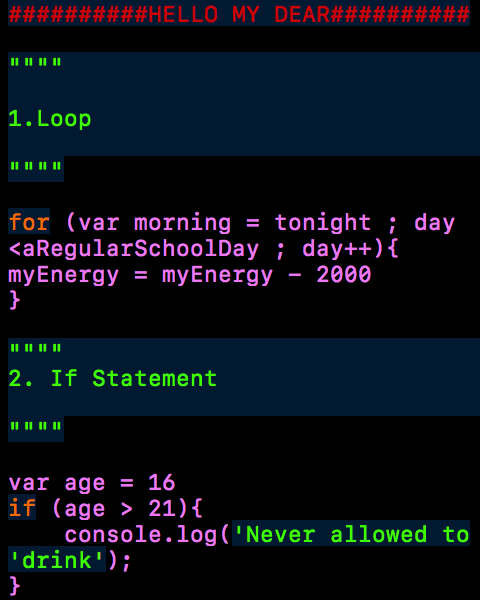 ##########HELLO MY DEAR##########
""""
1.Loop
""""
for (var morning = tonight ; day
<aRegularSchoolDay ; day++){
myEnergy = myEnergy - 2000
}
""""
2. If Statement
""""
var age = 16
if (age > 21){
    console.log('Never allowed to
'drink');
}